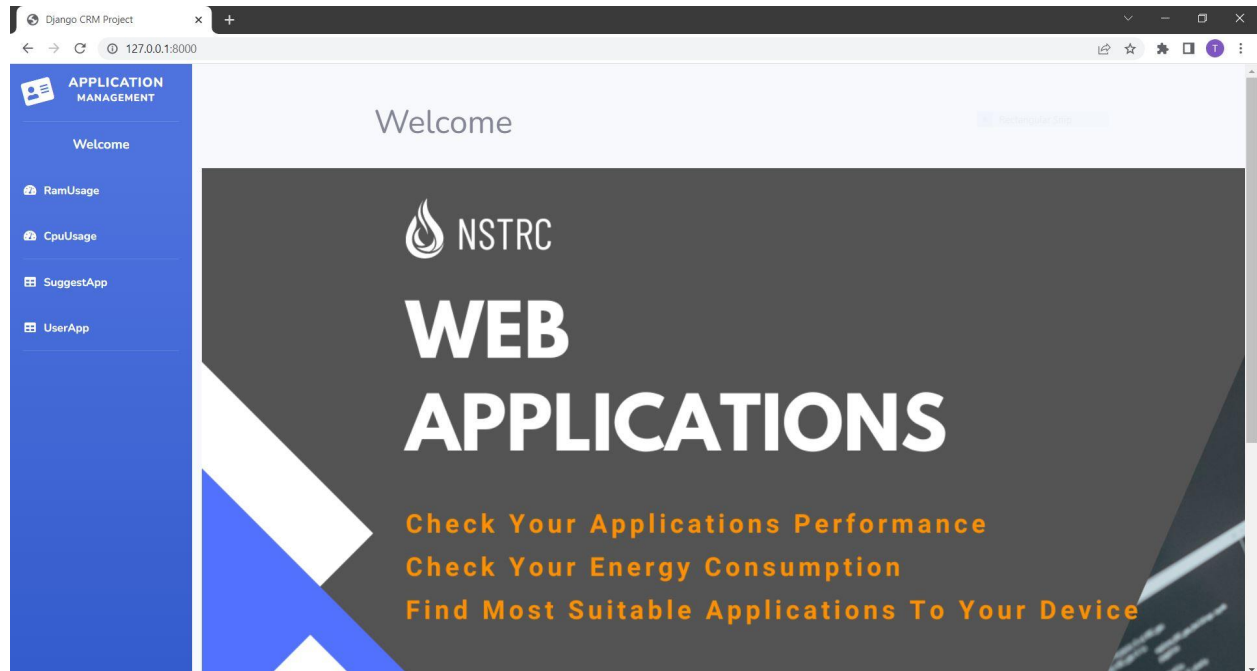 Django CRM Project
127.0.0.1:8000
T
APPLICATION
MANAGEMENT
Welcome
RamUsage
CpuUsage
SuggestApp
UserApp
Welcome
NSTRC
WEB
APPLICATIONS
Check Your Applications Performance
Check Your Energy Consumption
Find Most Suitable Applications To Your Device